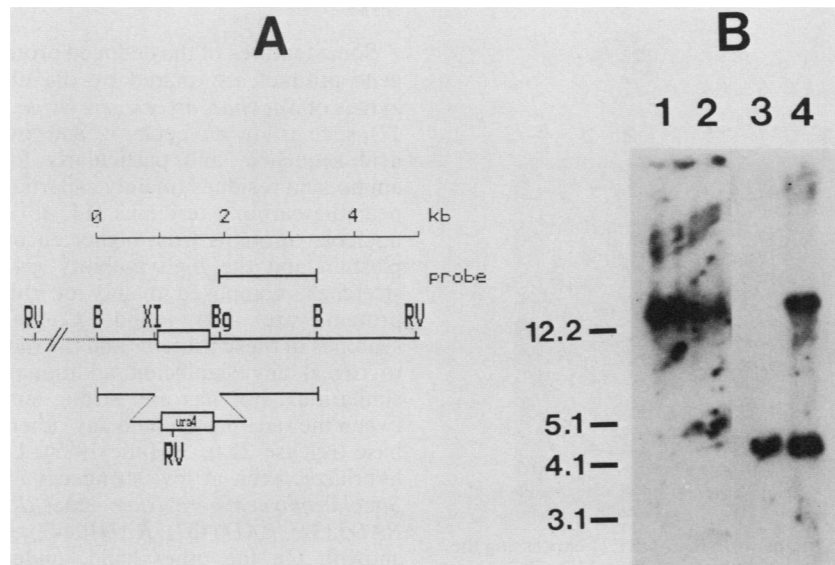 A
B
1 2 3 4
0 2 4 kb
probe
RV B XI Bg B RV
ura4
RV
12.2
5.1
4.1
3.1